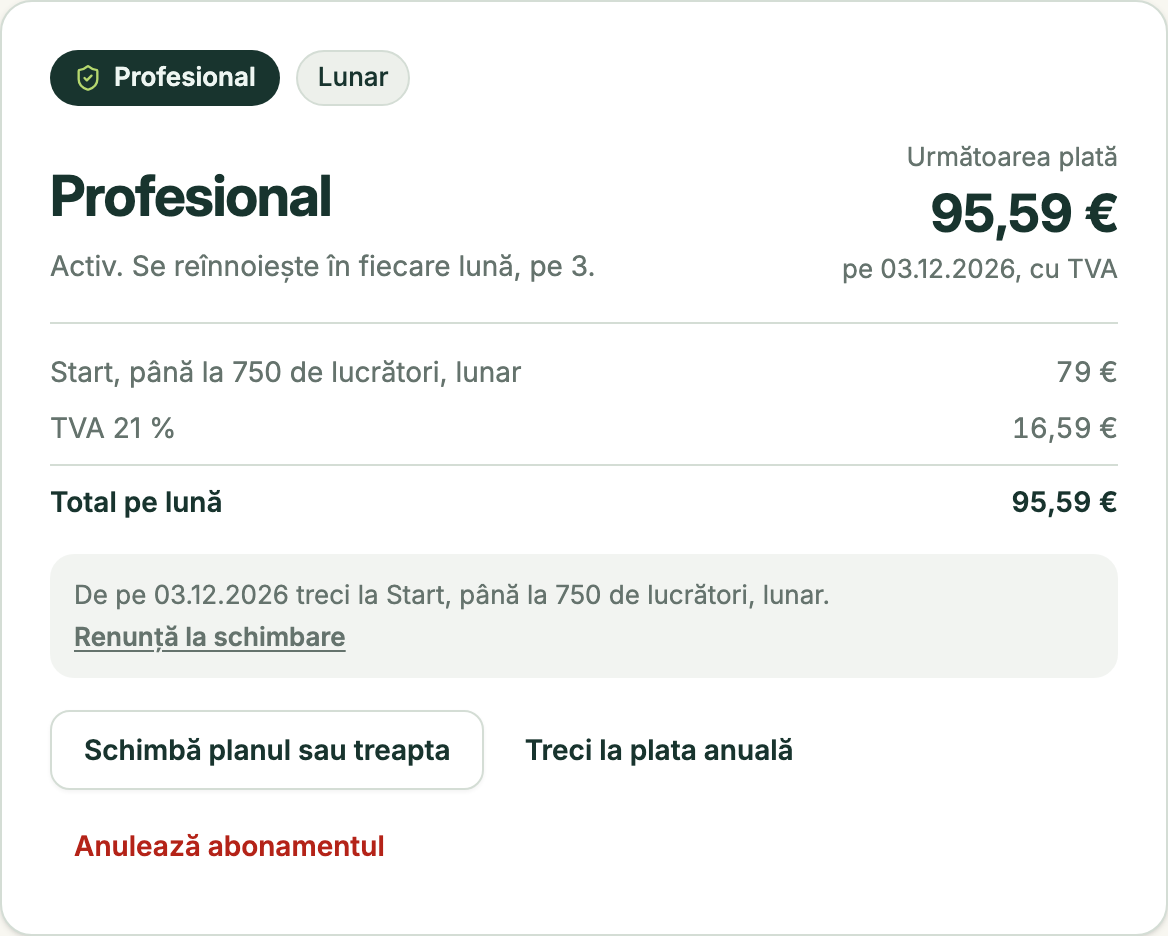 Profesional
Lunar
Profesional
Activ. Se reînnoiește în fiecare lună, pe 3.
Următoarea plată
95,59 €
pe 03.12.2026, cu TVA
Start, până la 750 de lucrători, lunar 79 €
TVA 21 % 16,59 €
Total pe lună 95,59 €
De pe 03.12.2026 treci la Start, până la 750 de lucrători, lunar.
Renunță la schimbare
Schimbă planul sau treapta
Treci la plata anuală
Anulează abonamentul